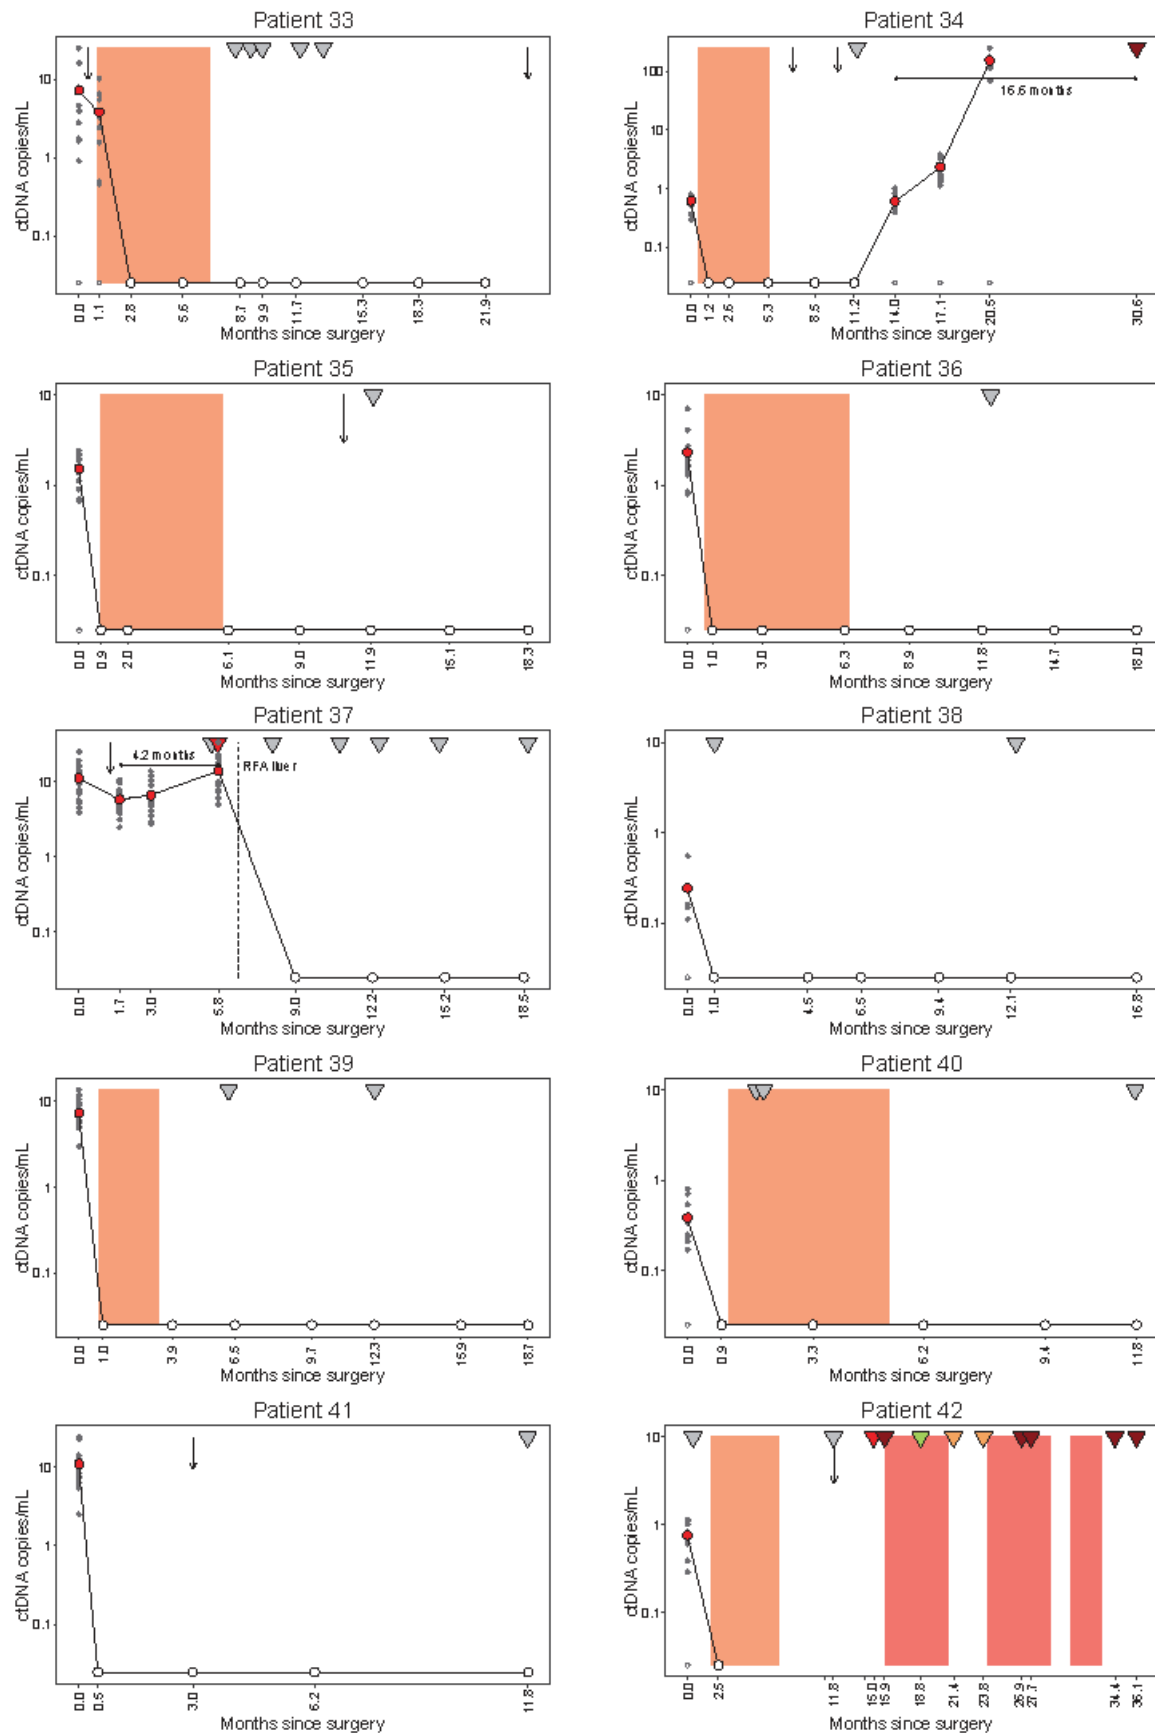 Patient 33
ctDNA copies/mL
10
1
0.1
0.0 1.1 2.8 5.6 8.7 9.9 11.7 15.3 18.3 21.9
Months since surgery
Patient 34
ctDNA copies/mL
100
10
1
0.1
16.6 months
0.0 1.2 2.6 5.3 8.5 11.2 14.0 17.1 20.5 30.6
Months since surgery
Patient 35
ctDNA copies/mL
10
1
0.1
0.0 0.9 2.0 6.1 9.0 11.9 15.1 18.3
Months since surgery
Patient 36
ctDNA copies/mL
10
1
0.1
0.0 1.0 3.0 6.3 8.9 11.8 14.7 18.0
Months since surgery
Patient 37
ctDNA copies/mL
10
1
0.1
4.2 months
RFA liver
0.0 1.7 3.0 5.8 9.0 12.2 15.2 18.5
Months since surgery
Patient 38
ctDNA copies/mL
10
1
0.1
0.0 1.0 4.5 6.5 9.4 12.1 16.8
Months since surgery
Patient 39
ctDNA copies/mL
10
1
0.1
0.0 1.0 3.9 6.5 9.7 12.3 15.9 18.7
Months since surgery
Patient 40
ctDNA copies/mL
10
1
0.1
0.0 0.9 3.3 6.2 9.4 11.8
Months since surgery
Patient 41
ctDNA copies/mL
10
1
0.1
0.0 0.5 3.0 6.2 11.8
Months since surgery
Patient 42
ctDNA copies/mL
10
1
0.1
0.0 2.5 11.8 15.0 15.9 18.8 21.4 23.8 26.9 27.7 34.4 36.1
Months since surgery